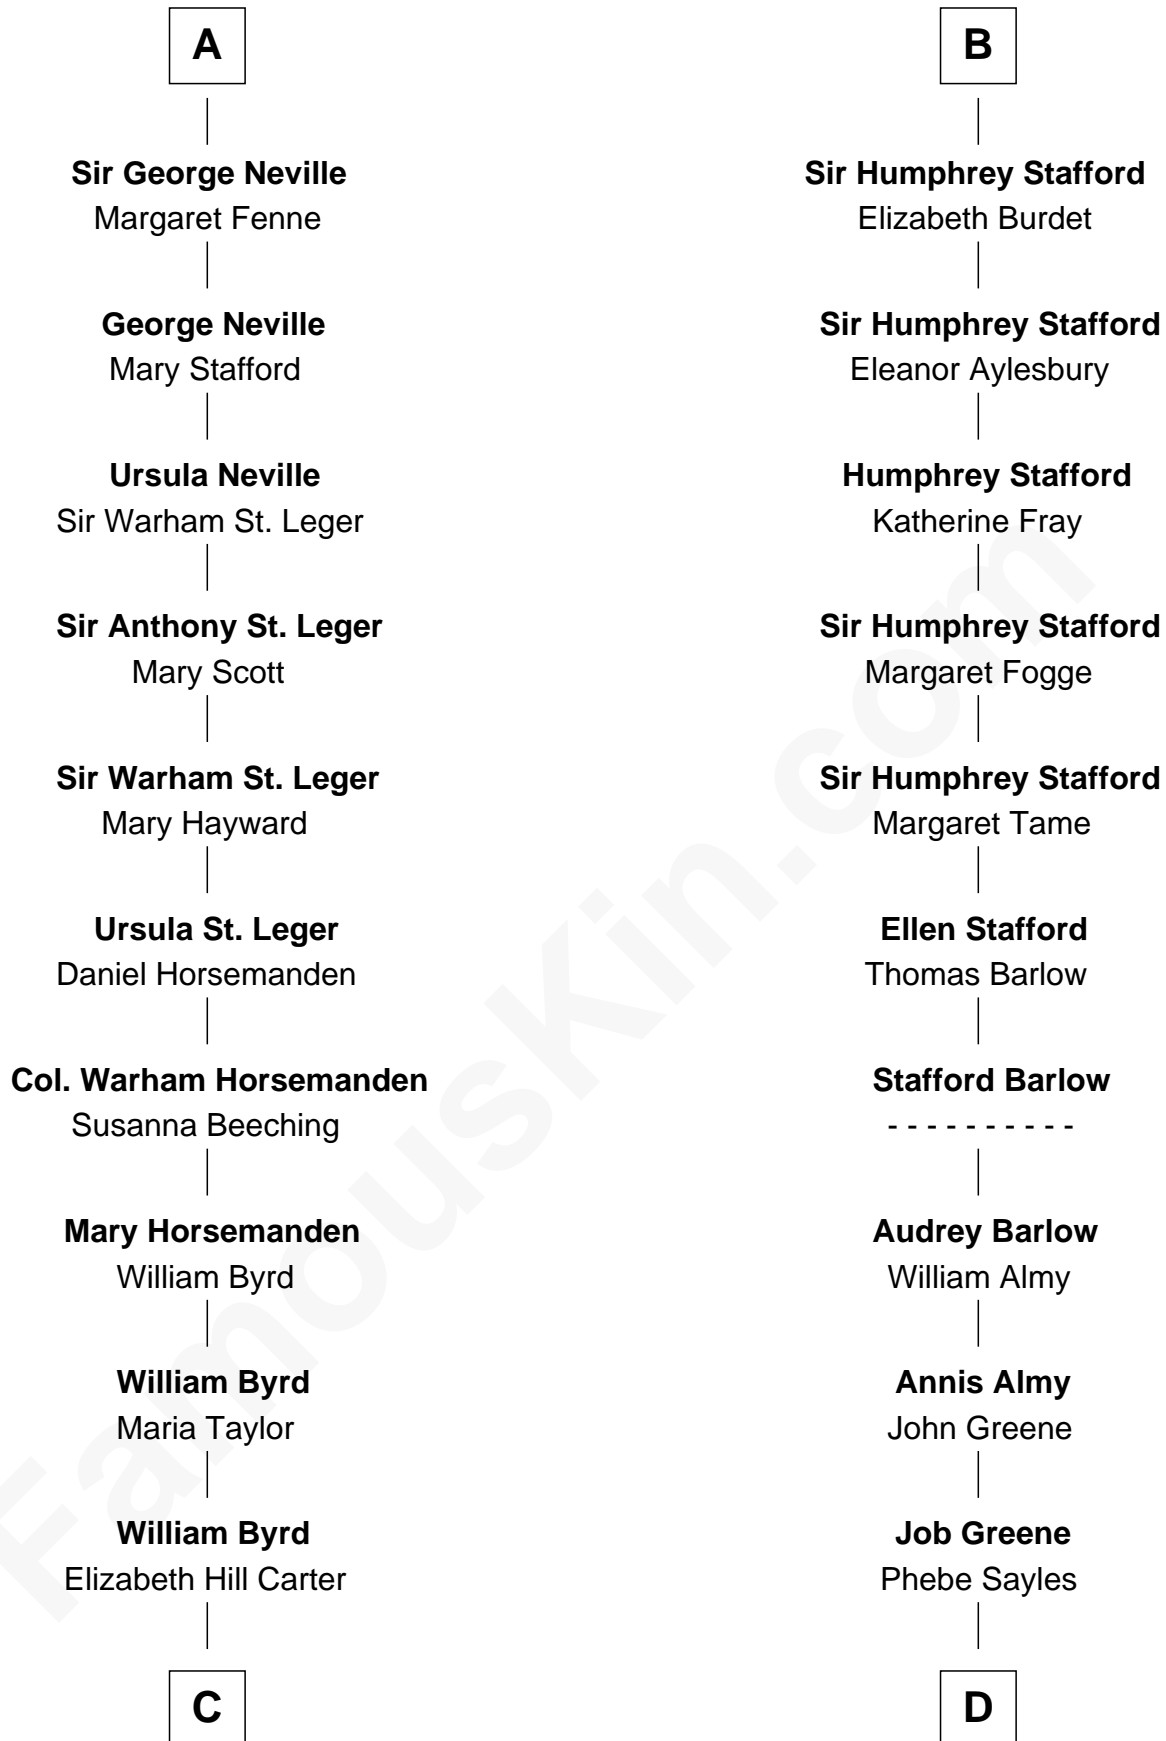 A
Sir George Neville
Margaret Fenne
George Neville
Mary Stafford
Ursula Neville
Sir Warham St. Leger
Sir Anthony St. Leger
Mary Scott
Sir Warham St. Leger
Mary Hayward
Ursula St. Leger
Daniel Horsemanden
Col. Warham Horsemanden
Susanna Beeching
Mary Horsemanden
William Byrd
William Byrd
Maria Taylor
William Byrd
Elizabeth Hill Carter
C
B
Sir Humphrey Stafford
Elizabeth Burdet
Sir Humphrey Stafford
Eleanor Aylesbury
Humphrey Stafford
Katherine Fray
Sir Humphrey Stafford
Margaret Fogge
Sir Humphrey Stafford
Margaret Tame
Ellen Stafford
Thomas Barlow
Stafford Barlow
- - - - - - - - - -
Audrey Barlow
William Almy
Annis Almy
John Greene
Job Greene
Phebe Sayles
D
FamousKin.com